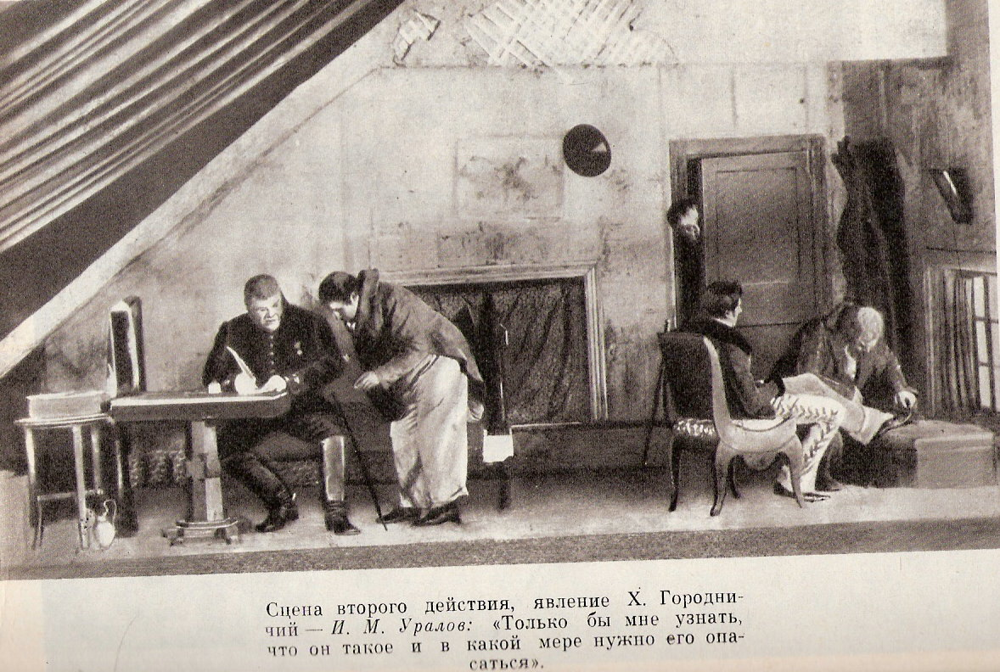 Сцена второго действия, явление X. Городни-
чий — И. М. Уралов: «Только бы мне узнать,
что он такое и в какой мере нужно его опа-
саться».